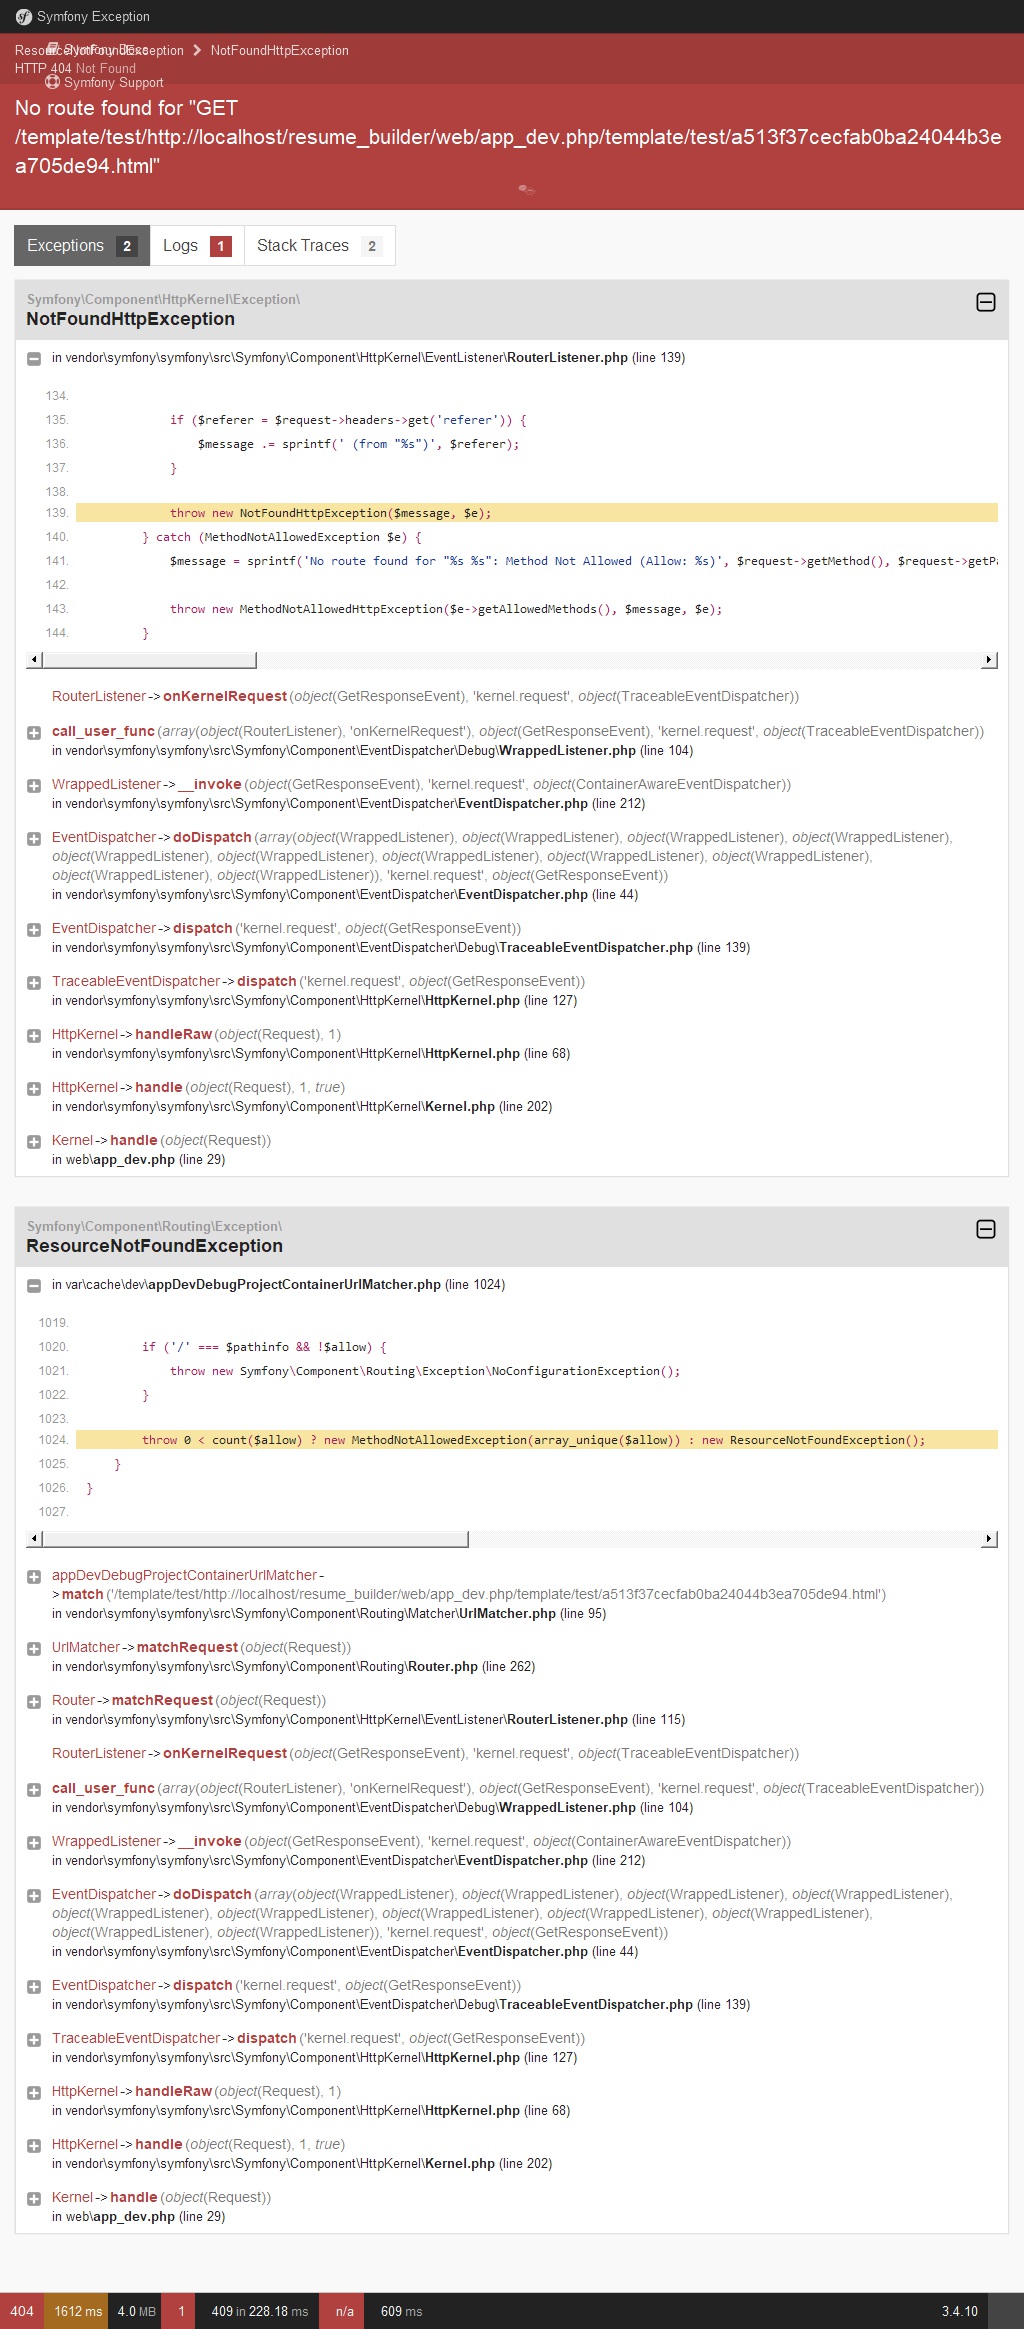 Symfony Exception
Symfony Docs
ResourceNotFoundException NotFoundHttpException
HTTP 404 Not Found
Symfony Support
No route found for "GET
/template/test/http://localhost/resume_builder/web/app_dev.php/template/test/a513f37cecfab0ba24044b3e
a705de94.html"
Exceptions 2 Logs 1 Stack Traces 2
Symfony\Component\HttpKernel\Exception\
NotFoundHttpException
in vendor\symfony\symfony\src\Symfony\Component\HttpKernel\EventListener\RouterListener.php (line 139)
134.
135. if ($referer = $request->headers->get('referer')) {
136. $message .= sprintf(' (from "%s")', $referer);
137. }
138.
139. throw new NotFoundHttpException($message, $e);
140. } catch (MethodNotAllowedException $e) {
141. $message = sprintf('No route found for "%s %s": Method Not Allowed (Allow: %s)', $request->getMethod(), $request->getPa
142.
143. throw new MethodNotAllowedHttpException($e->getAllowedMethods(), $message, $e);
144. }
RouterListener->onKernelRequest(object(GetResponseEvent), 'kernel.request', object(TraceableEventDispatcher))
call_user_func(array(object(RouterListener), 'onKernelRequest'), object(GetResponseEvent), 'kernel.request', object(TraceableEventDispatcher))
in vendor\symfony\symfony\src\Symfony\Component\EventDispatcher\Debug\WrappedListener.php (line 104)
WrappedListener->__invoke(object(GetResponseEvent), 'kernel.request', object(ContainerAwareEventDispatcher))
in vendor\symfony\symfony\src\Symfony\Component\EventDispatcher\EventDispatcher.php (line 212)
EventDispatcher->doDispatch(array(object(WrappedListener), object(WrappedListener), object(WrappedListener), object(WrappedListener),
object(WrappedListener), object(WrappedListener), object(WrappedListener), object(WrappedListener), object(WrappedListener),
object(WrappedListener), object(WrappedListener)), 'kernel.request', object(GetResponseEvent))
in vendor\symfony\symfony\src\Symfony\Component\EventDispatcher\EventDispatcher.php (line 44)
EventDispatcher->dispatch('kernel.request', object(GetResponseEvent))
in vendor\symfony\symfony\src\Symfony\Component\EventDispatcher\Debug\TraceableEventDispatcher.php (line 139)
TraceableEventDispatcher->dispatch('kernel.request', object(GetResponseEvent))
in vendor\symfony\symfony\src\Symfony\Component\HttpKernel\HttpKernel.php (line 127)
HttpKernel->handleRaw(object(Request), 1)
in vendor\symfony\symfony\src\Symfony\Component\HttpKernel\HttpKernel.php (line 68)
HttpKernel->handle(object(Request), 1, true)
in vendor\symfony\symfony\src\Symfony\Component\HttpKernel\Kernel.php (line 202)
Kernel->handle(object(Request))
in web\app_dev.php (line 29)
Symfony\Component\Routing\Exception\
ResourceNotFoundException
in var\cache\dev\appDevDebugProjectContainerUrlMatcher.php (line 1024)
1019.
1020. if ('/' === $pathinfo && !$allow) {
1021. throw new Symfony\Component\Routing\Exception\NoConfigurationException();
1022. }
1023.
1024. throw 0 < count($allow) ? new MethodNotAllowedException(array_unique($allow)) : new ResourceNotFoundException();
1025. }
1026. }
1027.
appDevDebugProjectContainerUrlMatcher-
>match('/template/test/http://localhost/resume_builder/web/app_dev.php/template/test/a513f37cecfab0ba24044b3ea705de94.html')
in vendor\symfony\symfony\src\Symfony\Component\Routing\Matcher\UrlMatcher.php (line 95)
UrlMatcher->matchRequest(object(Request))
in vendor\symfony\symfony\src\Symfony\Component\Routing\Router.php (line 262)
Router->matchRequest(object(Request))
in vendor\symfony\symfony\src\Symfony\Component\HttpKernel\EventListener\RouterListener.php (line 115)
RouterListener->onKernelRequest(object(GetResponseEvent), 'kernel.request', object(TraceableEventDispatcher))
call_user_func(array(object(RouterListener), 'onKernelRequest'), object(GetResponseEvent), 'kernel.request', object(TraceableEventDispatcher))
in vendor\symfony\symfony\src\Symfony\Component\EventDispatcher\Debug\WrappedListener.php (line 104)
WrappedListener->__invoke(object(GetResponseEvent), 'kernel.request', object(ContainerAwareEventDispatcher))
in vendor\symfony\symfony\src\Symfony\Component\EventDispatcher\EventDispatcher.php (line 212)
EventDispatcher->doDispatch(array(object(WrappedListener), object(WrappedListener), object(WrappedListener), object(WrappedListener),
object(WrappedListener), object(WrappedListener), object(WrappedListener), object(WrappedListener), object(WrappedListener),
object(WrappedListener), object(WrappedListener)), 'kernel.request', object(GetResponseEvent))
in vendor\symfony\symfony\src\Symfony\Component\EventDispatcher\EventDispatcher.php (line 44)
EventDispatcher->dispatch('kernel.request', object(GetResponseEvent))
in vendor\symfony\symfony\src\Symfony\Component\EventDispatcher\Debug\TraceableEventDispatcher.php (line 139)
TraceableEventDispatcher->dispatch('kernel.request', object(GetResponseEvent))
in vendor\symfony\symfony\src\Symfony\Component\HttpKernel\HttpKernel.php (line 127)
HttpKernel->handleRaw(object(Request), 1)
in vendor\symfony\symfony\src\Symfony\Component\HttpKernel\HttpKernel.php (line 68)
HttpKernel->handle(object(Request), 1, true)
in vendor\symfony\symfony\src\Symfony\Component\HttpKernel\Kernel.php (line 202)
Kernel->handle(object(Request))
in web\app_dev.php (line 29)
404 1612 ms 4.0 MB 1 409 in 228.18 ms n/a 609 ms 3.4.10